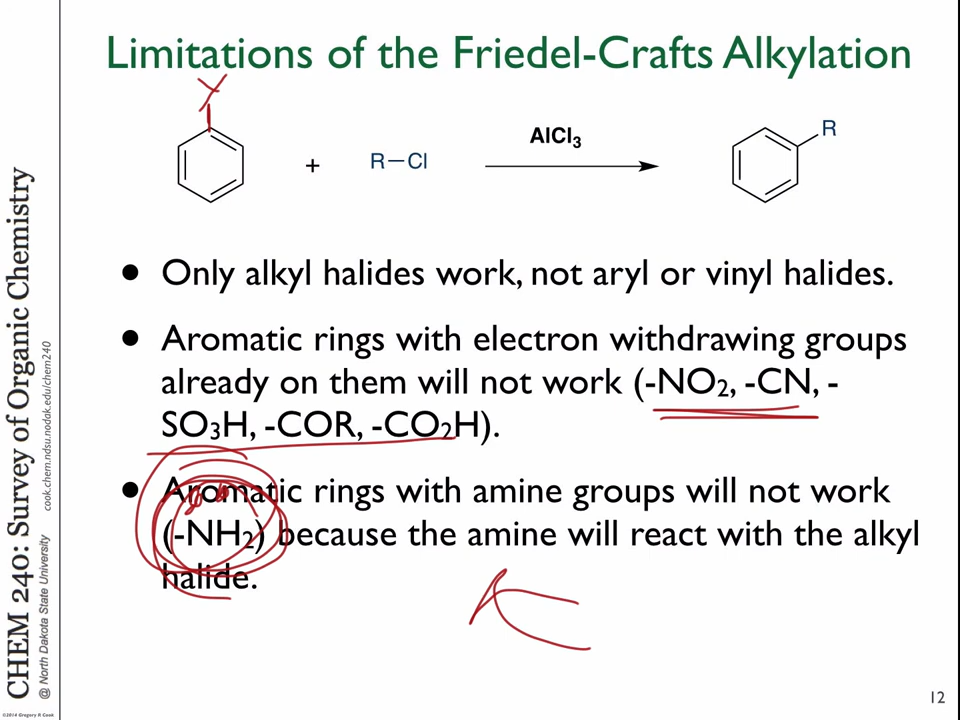 Limitations of the Friedel-Crafts Alkylation
Y
AlCl3
+
R—Cl
R
• Only alkyl halides work, not aryl or vinyl halides.
• Aromatic rings with electron withdrawing groups
already on them will not work (-NO2, -CN, -
SO3H, -COR, -CO2H).
• Aromatic rings with amine groups will not work
(-NH2) because the amine will react with the alkyl
halide.
CHEM 240: Survey of Organic Chemistry
@ North Dakota State University
cook.chem.ndsu.nodak.edu/chem240
©2014 Gregory R Cook
12